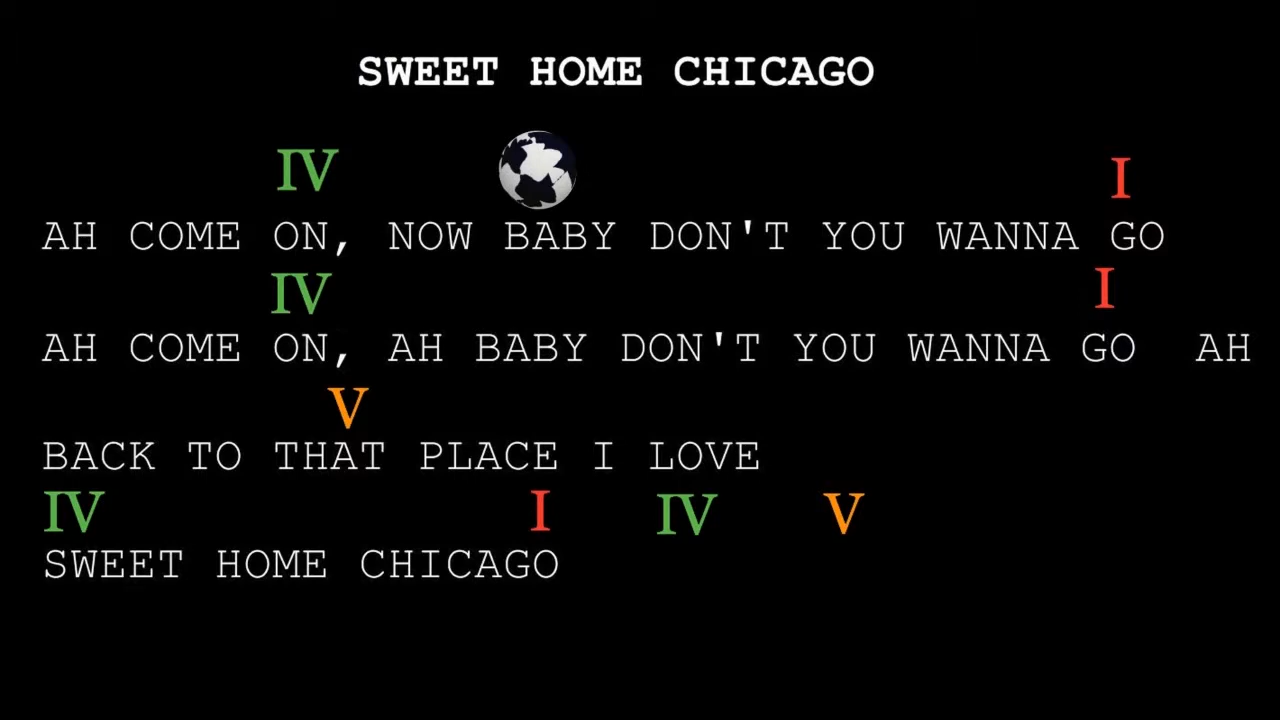 SWEET HOME CHICAGO
IV I
AH COME ON, NOW BABY DON'T YOU WANNA GO
IV I
AH COME ON, AH BABY DON'T YOU WANNA GO AH
V
BACK TO THAT PLACE I LOVE
IV I IV V
SWEET HOME CHICAGO